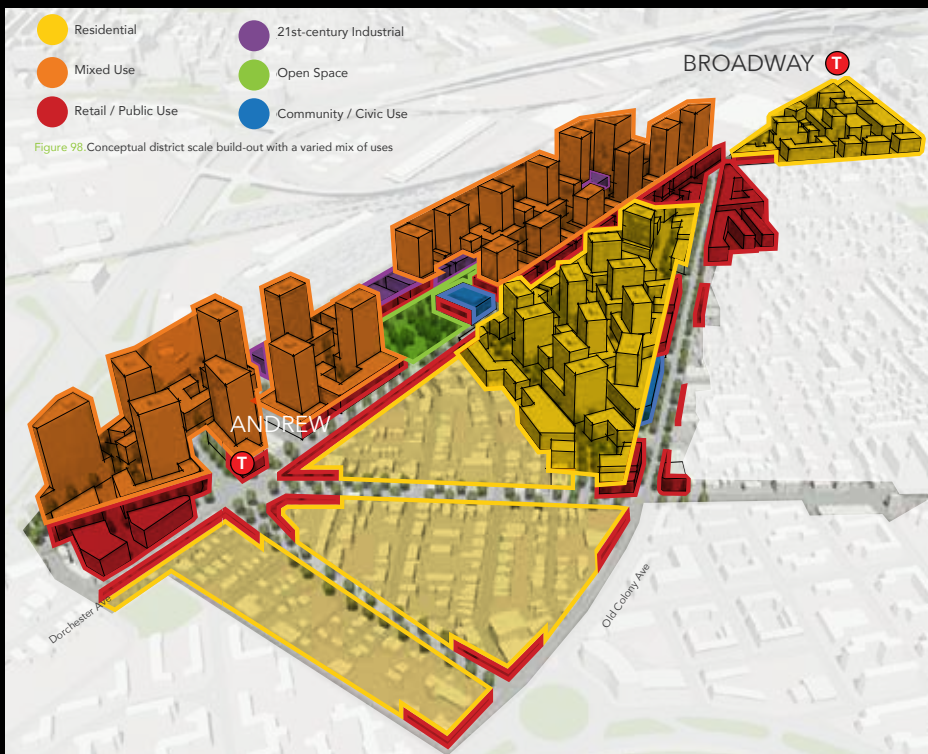 Residential
21st-century Industrial
Mixed Use
Open Space
Retail / Public Use
Community / Civic Use
Figure 98. Conceptual district scale build-out with a varied mix of uses
BROADWAY T
ANDREW
T
Dorchester Ave
Old Colony Ave